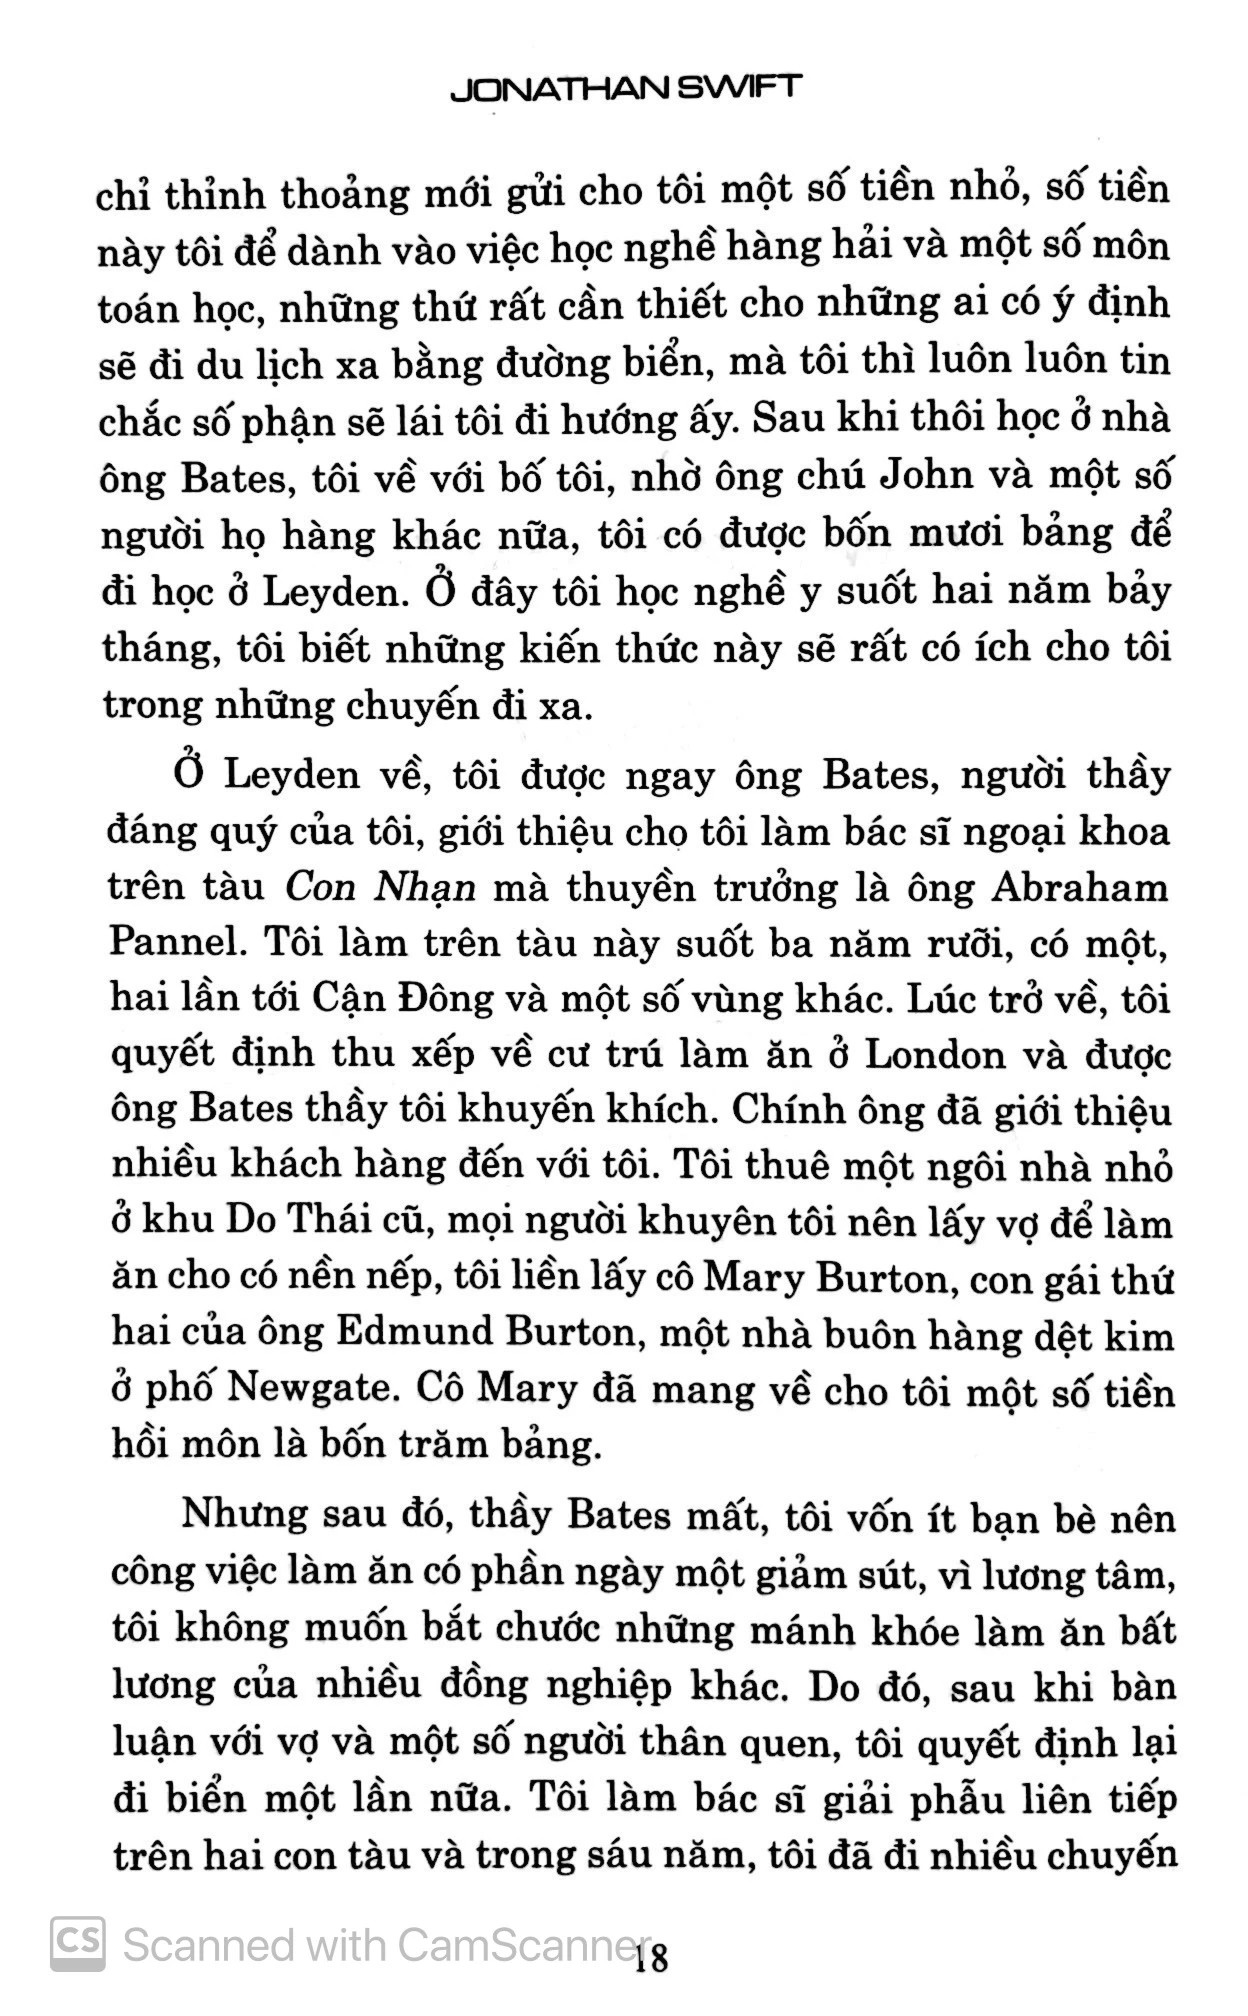 JONATHAN SWIFT
chỉ thỉnh thoảng mới gửi cho tôi một số tiền nhỏ, số tiền
này tôi để dành vào việc học nghề hàng hải và một số môn
toán học, những thứ rất cần thiết cho những ai có ý định
sẽ đi du lịch xa bằng đường biển, mà tôi thì luôn luôn tin
chắc số phận sẽ lái tôi đi hướng ấy. Sau khi thôi học ở nhà
ông Bates, tôi về với bố tôi, nhờ ông chú John và một số
người họ hàng khác nữa, tôi có được bốn mươi bảng để
đi học ở Leyden. Ở đây tôi học nghề y suốt hai năm bảy
tháng, tôi biết những kiến thức này sẽ rất có ích cho tôi
trong những chuyến đi xa.
Ở Leyden về, tôi được ngay ông Bates, người thầy
đáng quý của tôi, giới thiệu cho tôi làm bác sĩ ngoại khoa
trên tàu Con Nhạn mà thuyền trưởng là ông Abraham
Pannel. Tôi làm trên tàu này suốt ba năm rưỡi, có một,
hai lần tới Cận Đông và một số vùng khác. Lúc trở về, tôi
quyết định thu xếp về cư trú làm ăn ở London và được
ông Bates thầy tôi khuyến khích. Chính ông đã giới thiệu
nhiều khách hàng đến với tôi. Tôi thuê một ngôi nhà nhỏ
ở khu Do Thái cũ, mọi người khuyên tôi nên lấy vợ để làm
ăn cho có nền nếp, tôi liền lấy cô Mary Burton, con gái thứ
hai của ông Edmund Burton, một nhà buôn hàng dệt kim
ở phố Newgate. Cô Mary đã mang về cho tôi một số tiền
hồi môn là bốn trăm bảng.
Nhưng sau đó, thầy Bates mất, tôi vốn ít bạn bè nên
công việc làm ăn có phần ngày một giảm sút, vì lương tâm,
tôi không muốn bắt chước những mánh khóe làm ăn bất
lương của nhiều đồng nghiệp khác. Do đó, sau khi bàn
luận với vợ và một số người thân quen, tôi quyết định lại
đi biển một lần nữa. Tôi làm bác sĩ giải phẫu liên tiếp
trên hai con tàu và trong sáu năm, tôi đã đi nhiều chuyến
CS Scanned with CamScanner
18